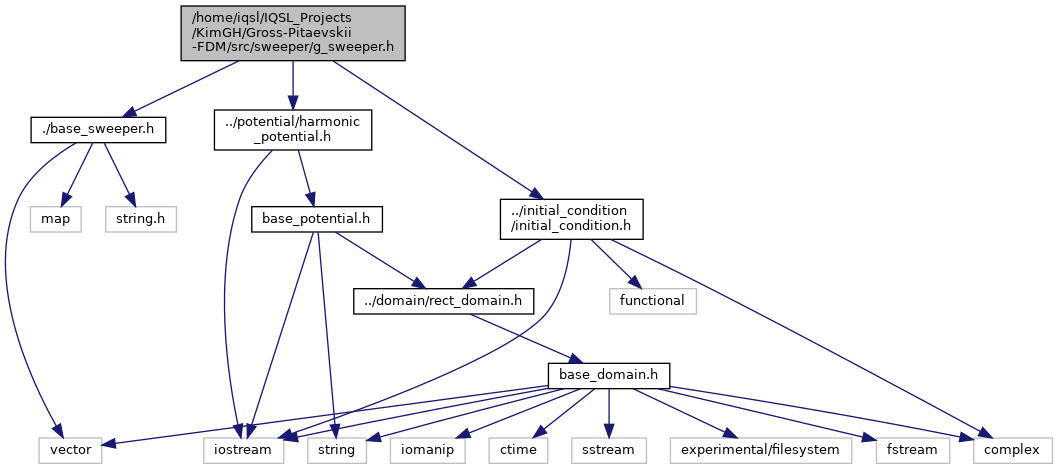 /home/iqsl/IQSL_Projects
/KimGH/Gross-Pitaevskii
-FDM/src/sweeper/g_sweeper.h
../potential/harmonic
_potential.h
./base_sweeper.h
../initial_condition
/initial_condition.h
map
string.h
base_potential.h
../domain/rect_domain.h
functional
base_domain.h
vector
iostream
string
iomanip
ctime
sstream
experimental/filesystem
fstream
complex